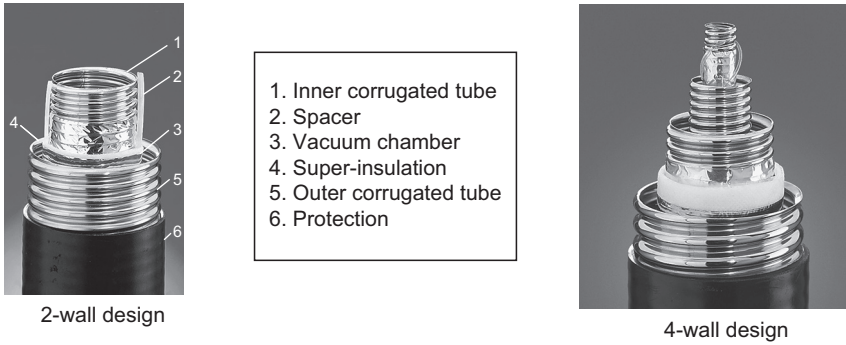 1
2
4
3
5
6
1. Inner corrugated tube
2. Spacer
3. Vacuum chamber
4. Super-insulation
5. Outer corrugated tube
6. Protection
2-wall design
4-wall design